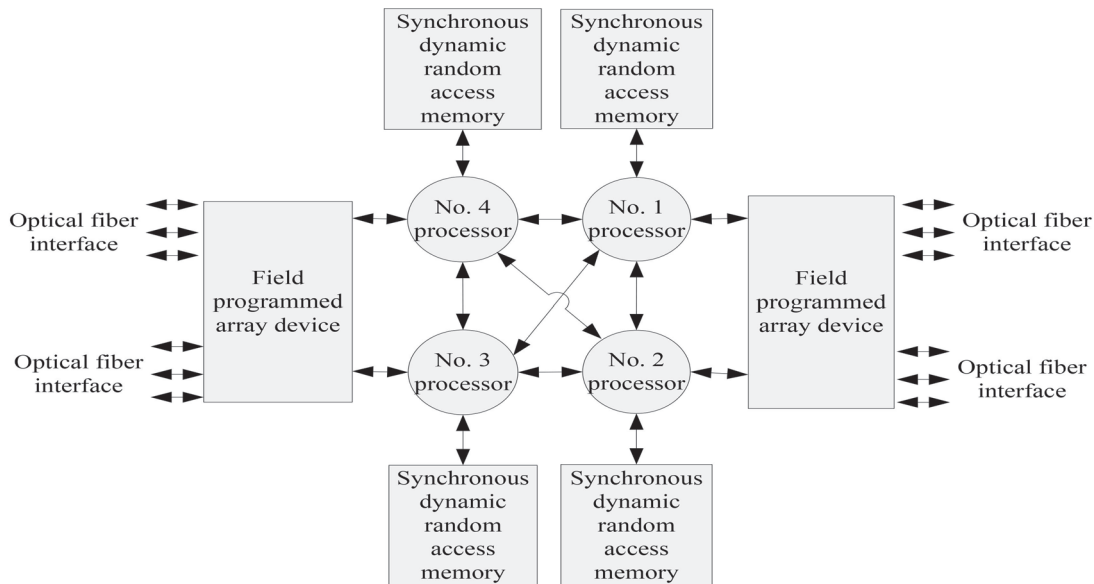 Synchronous
dynamic
random
access
memory
Synchronous
dynamic
random
access
memory
Optical fiber
interface
No. 4
processor
No. 1
processor
Optical fiber
interface
Field
programmed
array device
Field
programmed
array device
Optical fiber
interface
No. 3
processor
No. 2
processor
Optical fiber
interface
Synchronous
dynamic
random
access
memory
Synchronous
dynamic
random
access
memory